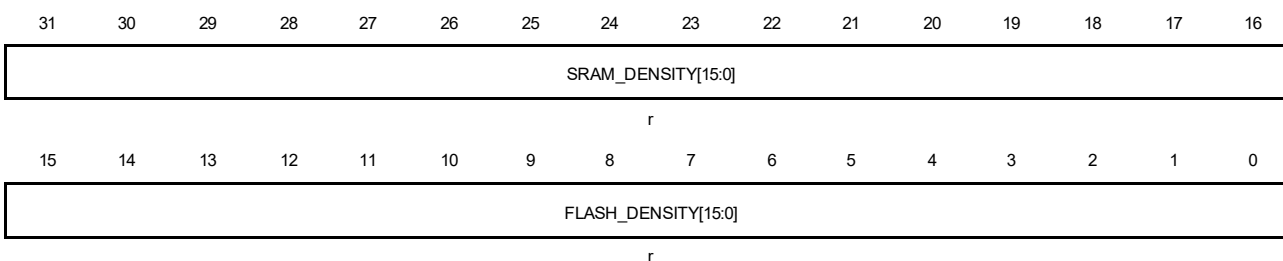 31 30 29 28 27 26 25 24 23 22 21 20 19 18 17 16
SRAM_DENSITY[15:0]
r
15 14 13 12 11 10 9 8 7 6 5 4 3 2 1 0
FLASH_DENSITY[15:0]
r